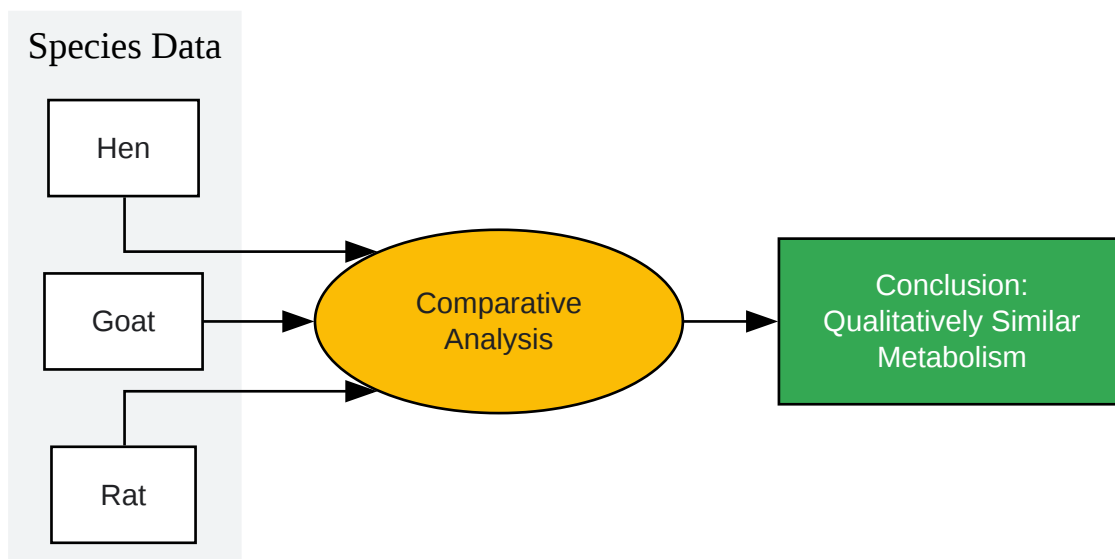 Species Data
Hen
Goat
Rat
Comparative
Analysis
Conclusion:
Qualitatively Similar
Metabolism